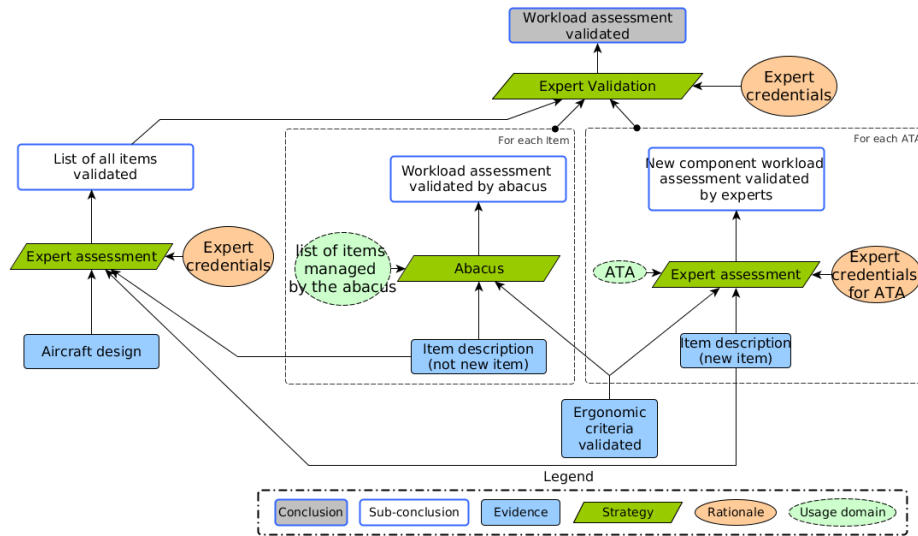 Workload assessment
validated
Expert Validation
Expert
credentials
For each Item
For each ATA
List of all items
validated
Workload assessment
validated by abacus
New component workload
assessment validated
by experts
Expert assessment
Expert
credentials
list of items
managed
by the abacus
Abacus
ATA
Expert assessment
Expert
credentials
for ATA
Aircraft design
Item description
(not new item)
Item description
(new item)
Ergonomic
criteria
validated
Legend
Conclusion
Sub-conclusion
Evidence
Strategy
Rationale
Usage domain